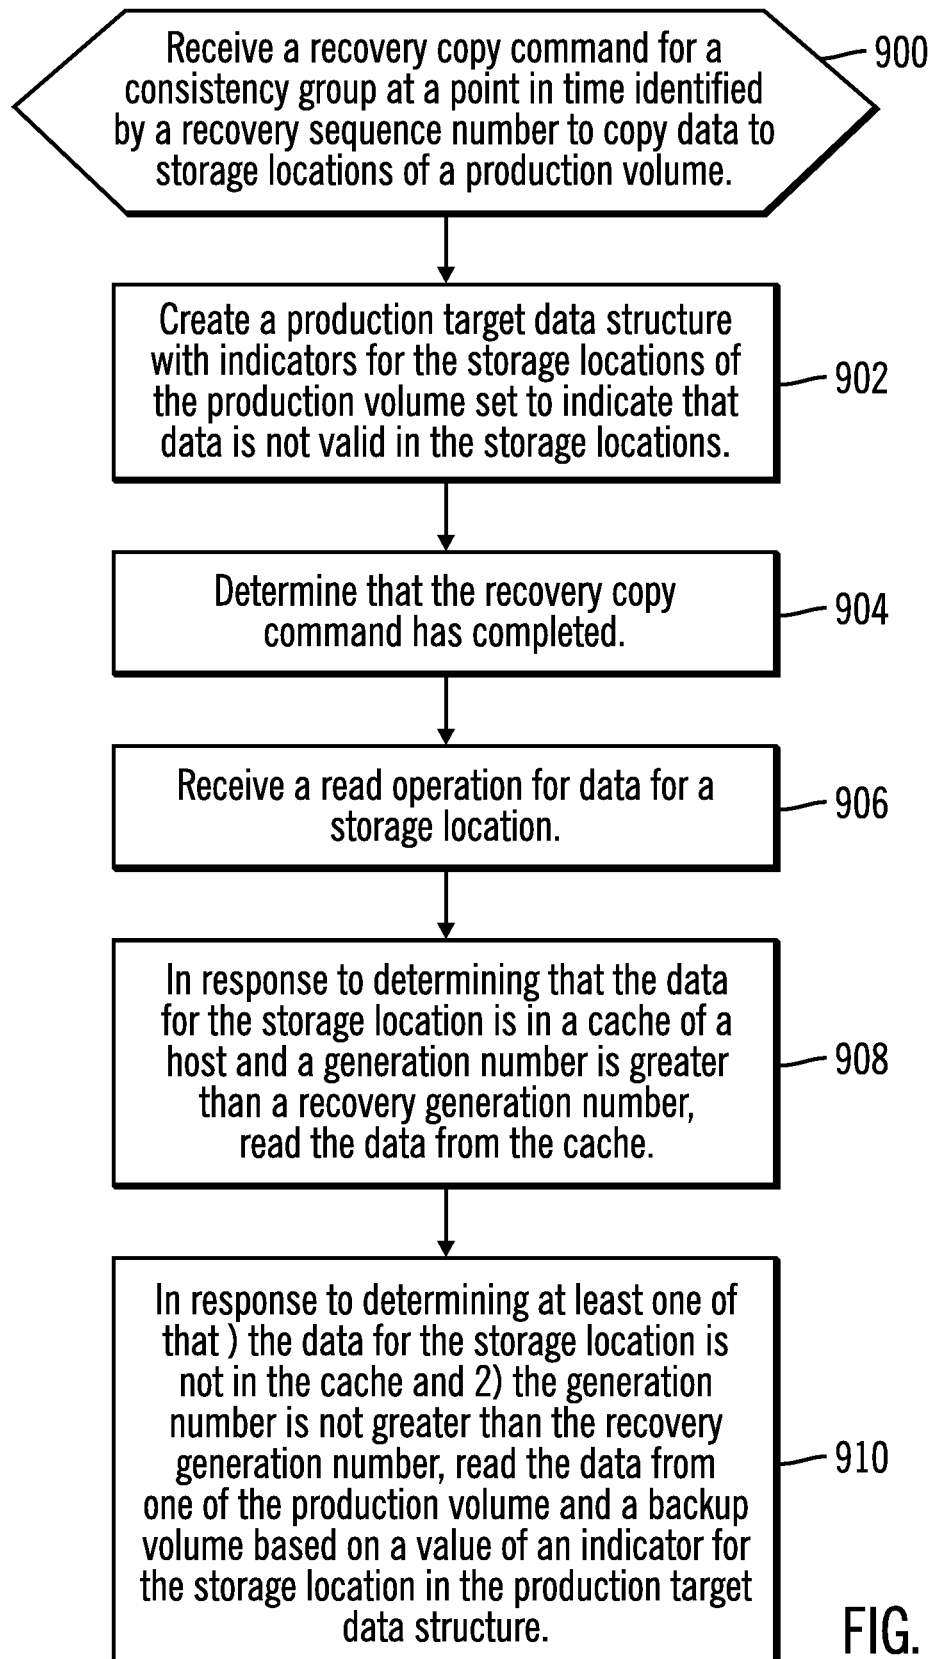 Receive a recovery copy command for a
consistency group at a point in time identified
by a recovery sequence number to copy data to
storage locations of a production volume.
900
Create a production target data structure
with indicators for the storage locations of
the production volume set to indicate that
data is not valid in the storage locations.
902
Determine that the recovery copy
command has completed.
904
Receive a read operation for data for a
storage location.
906
In response to determining that the data
for the storage location is in a cache of a
host and a generation number is greater
than a recovery generation number,
read the data from the cache.
908
In response to determining at least one of
that ) the data for the storage location is
not in the cache and 2) the generation
number is not greater than the recovery
generation number, read the data from
one of the production volume and a backup
volume based on a value of an indicator for
the storage location in the production target
data structure.
910
FIG.